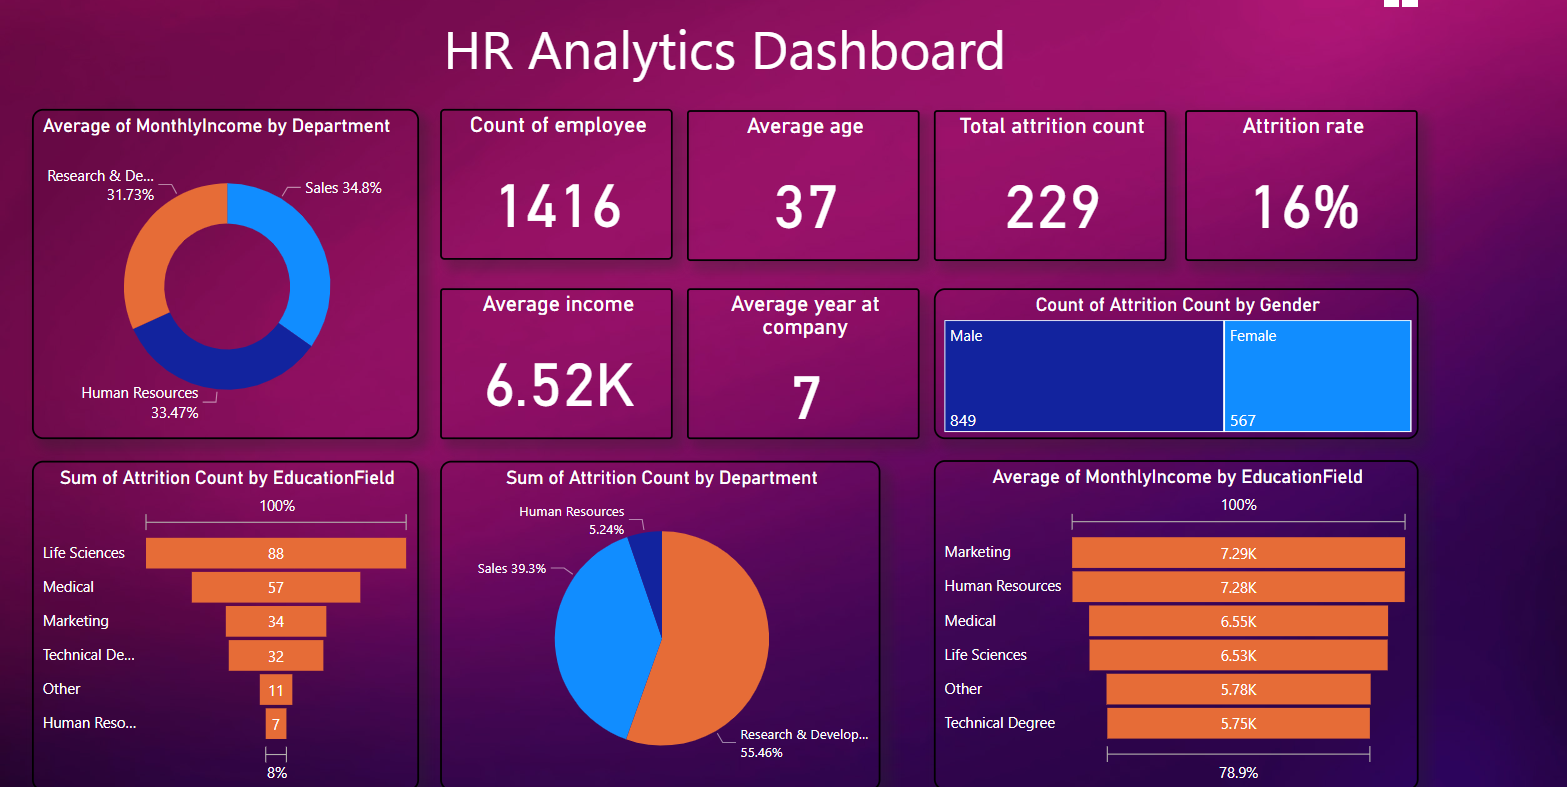 HR Analytics Dashboard
Average of MonthlyIncome by Department
Research & De...
31.73%
Sales 34.8%
Human Resources
33.47%
Count of employee
1416
Average age
37
Total attrition count
229
Attrition rate
16%
Average income
6.52K
Average year at
company
7
Count of Attrition Count by Gender
Male
849
Female
567
Sum of Attrition Count by EducationField
100%
Life Sciences 88
Medical 57
Marketing 34
Technical De... 32
Other 11
Human Reso... 7
8%
Sum of Attrition Count by Department
Human Resources
5.24%
Sales 39.3%
Research & Develop...
55.46%
Average of MonthlyIncome by EducationField
100%
Marketing 7.29K
Human Resources 7.28K
Medical 6.55K
Life Sciences 6.53K
Other 5.78K
Technical Degree 5.75K
78.9%